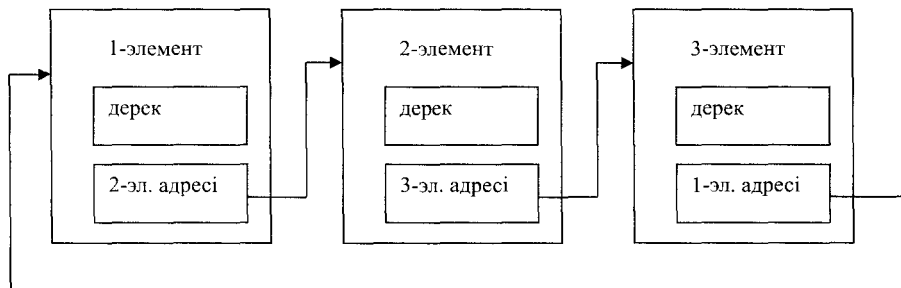 1-элемент
дерек
2-эл. адресі
2-элемент
дерек
3-эл. адресі
3-элемент
дерек
1-эл. адресі